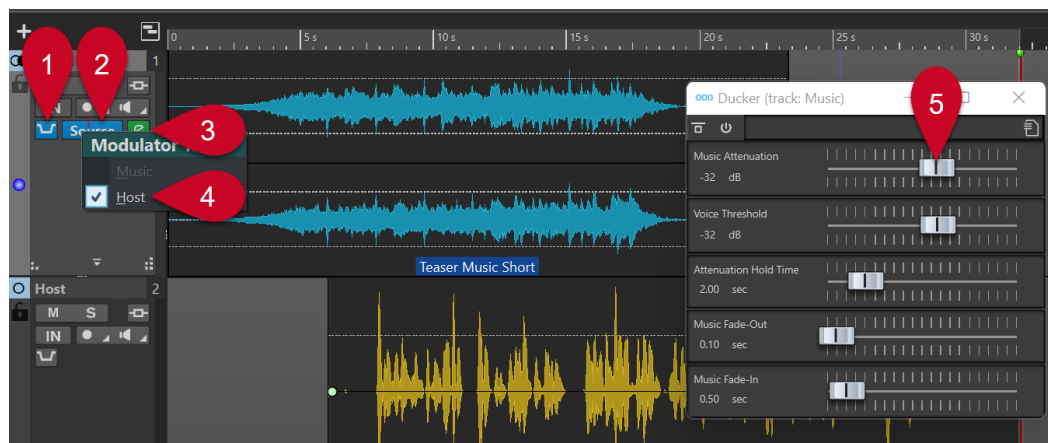 0 5 s 10 s 15 s 20 s 25 s 30 s
1
1 2 3 4 5
IN
Source e
Modulator
Music
Host
Teaser Music Short
Host 2
M S
IN
Ducker (track: Music)
Music Attenuation
-32 dB
Voice Threshold
-32 dB
Attenuation Hold Time
2.00 sec
Music Fade-Out
0.10 sec
Music Fade-In
0.50 sec